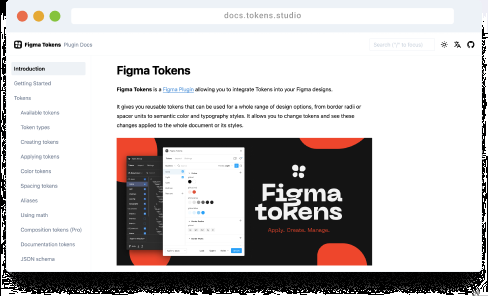 docs.tokens.studio
Figma Tokens Plugin Docs
Search ("/" to focus)
Introduction
Getting Started
Tokens
Available tokens
Token types
Creating tokens
Applying tokens
Color tokens
Spacing tokens
Aliases
Using math
Composition tokens (Pro)
Documentation tokens
JSON schema
Figma Tokens
Figma Tokens is a Figma Plugin allowing you to integrate Tokens into your Figma designs.
It gives you reusable tokens that can be used for a whole range of design options, from border radii or
spacer units to semantic color and typography styles. It allows you to change tokens and see these
changes applied to the whole document or its styles.
Figma
toKens
Apply. Create. Manage.